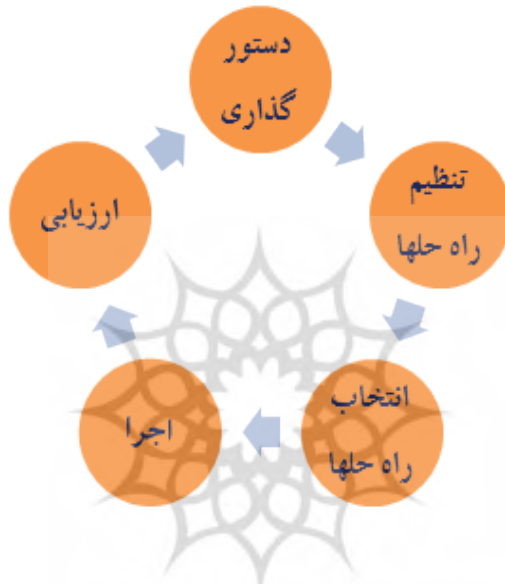 دستور
گذاری
تنظیم
راه حلها
انتخاب
راه حلها
اجرا
ارزیابی